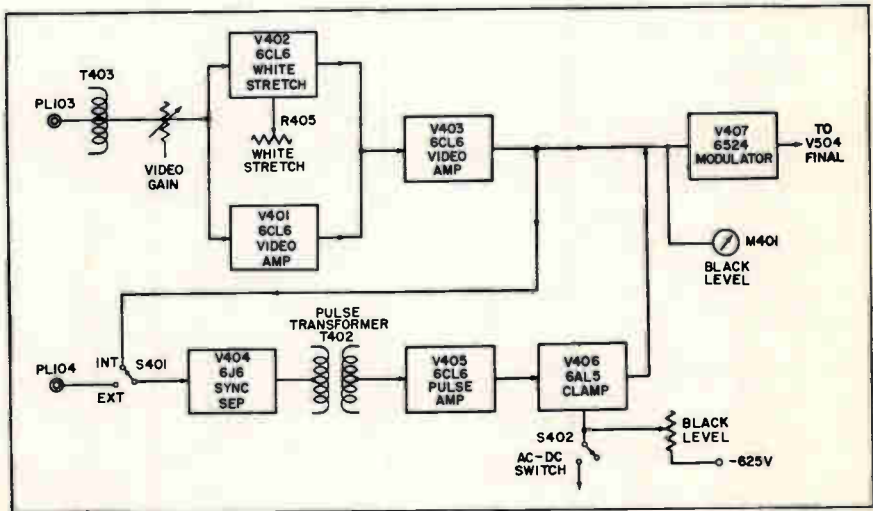 T403
PL103
VIDEO
GAIN
V402
6CL6
WHITE
STRETCH
R405
WHITE
STRETCH
V401
6CL6
VIDEO
AMP
V403
6CL6
VIDEO
AMP
V407
6524
MODULATOR
TO
V504
FINAL
M401
BLACK
LEVEL
PL104
INT
S401
EXT
V404
6J6
SYNC
SEP
PULSE
TRANSFORMER
T402
V405
6CL6
PULSE
AMP
V406
6AL5
CLAMP
S402
AC-DC
SWITCH
BLACK
LEVEL
-625V